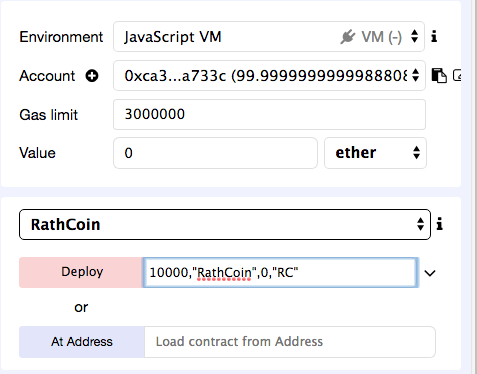 Environment JavaScript VM VM (-)
Account 0xca3...a733c (99.9999999999988808
Gas limit 3000000
Value 0 ether
RathCoin
Deploy 10000,"RathCoin",0,"RC"
or
At Address Load contract from Address